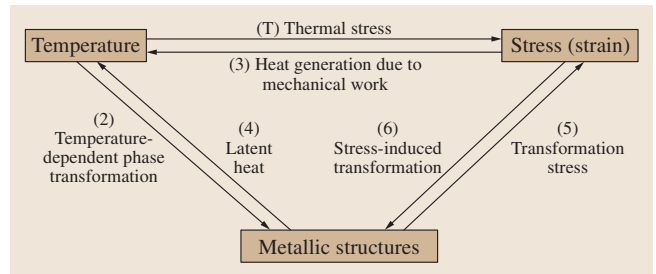 (T) Thermal stress
Temperature
Stress (strain)
(3) Heat generation due to
mechanical work
(2)
Temperature-
dependent phase
transformation
(4)
Latent
heat
(6)
Stress-induced
transformation
(5)
Transformation
stress
Metallic structures